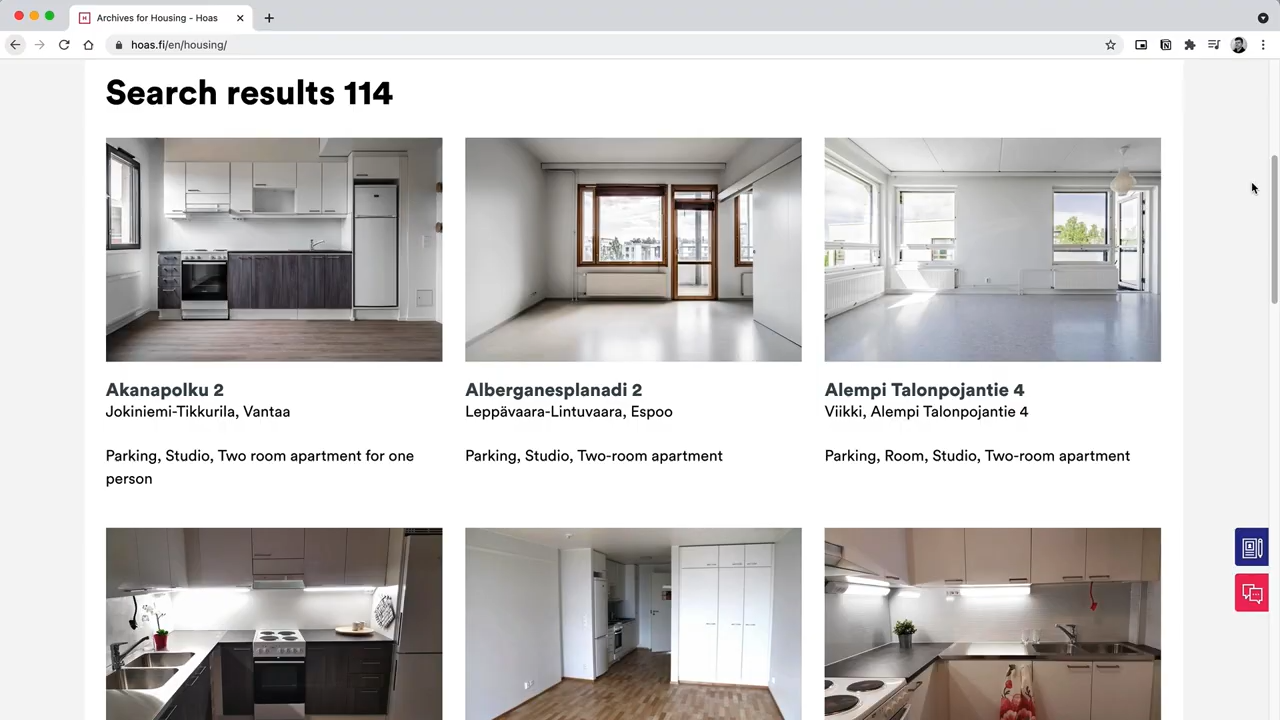 Archives for Housing - Hoas
hoas.fi/en/housing/
Search results 114
Akanapolku 2
Jokiniemi-Tikkurila, Vantaa
Parking, Studio, Two room apartment for one
person
Alberganesplanadi 2
Leppävaara-Lintuvaara, Espoo
Parking, Studio, Two-room apartment
Alempi Talonpojantie 4
Viikki, Alempi Talonpojantie 4
Parking, Room, Studio, Two-room apartment